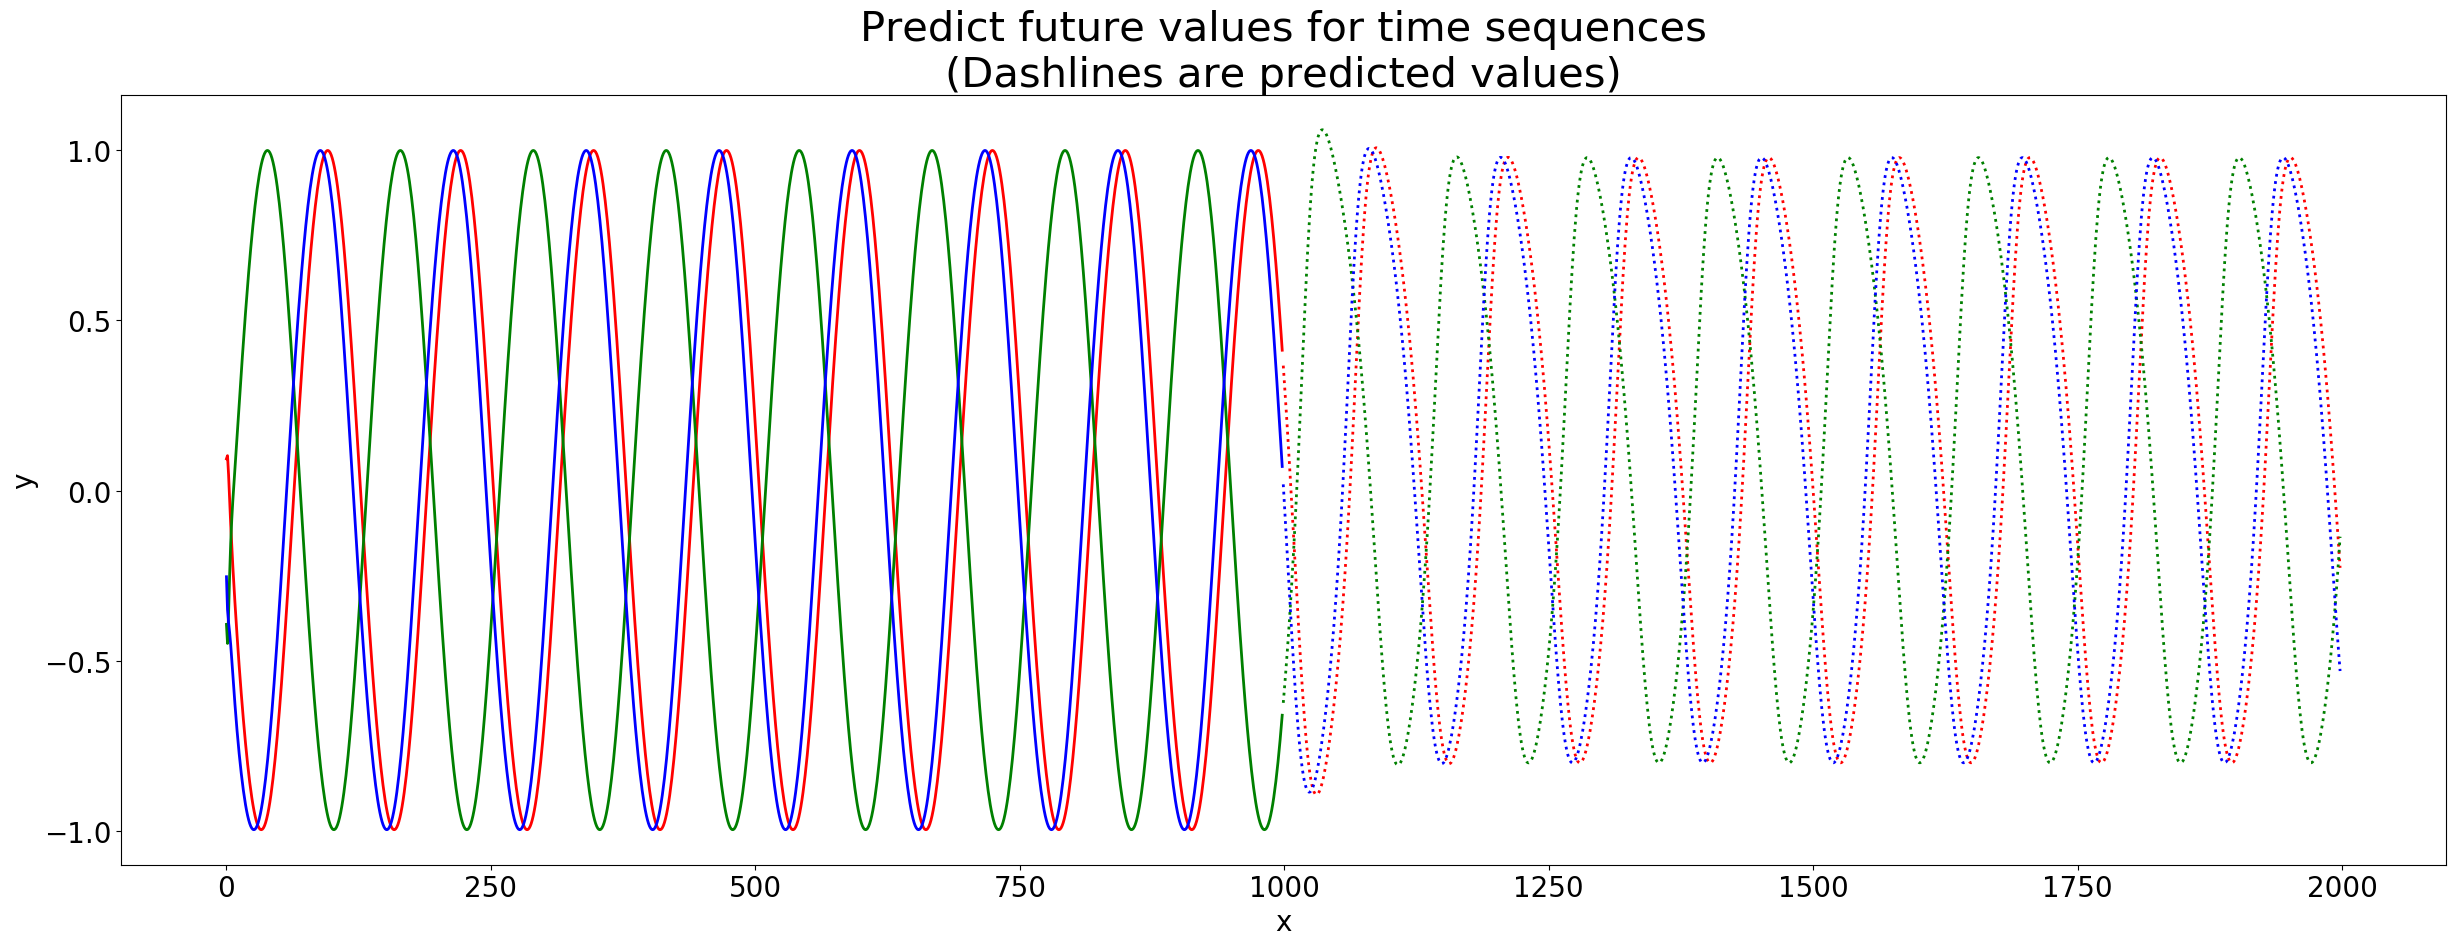 Predict future values for time sequences
(Dashlines are predicted values)
1.0
0.5
0.0
−0.5
−1.0
y
0 250 500 750 1000 1250 1500 1750 2000
x